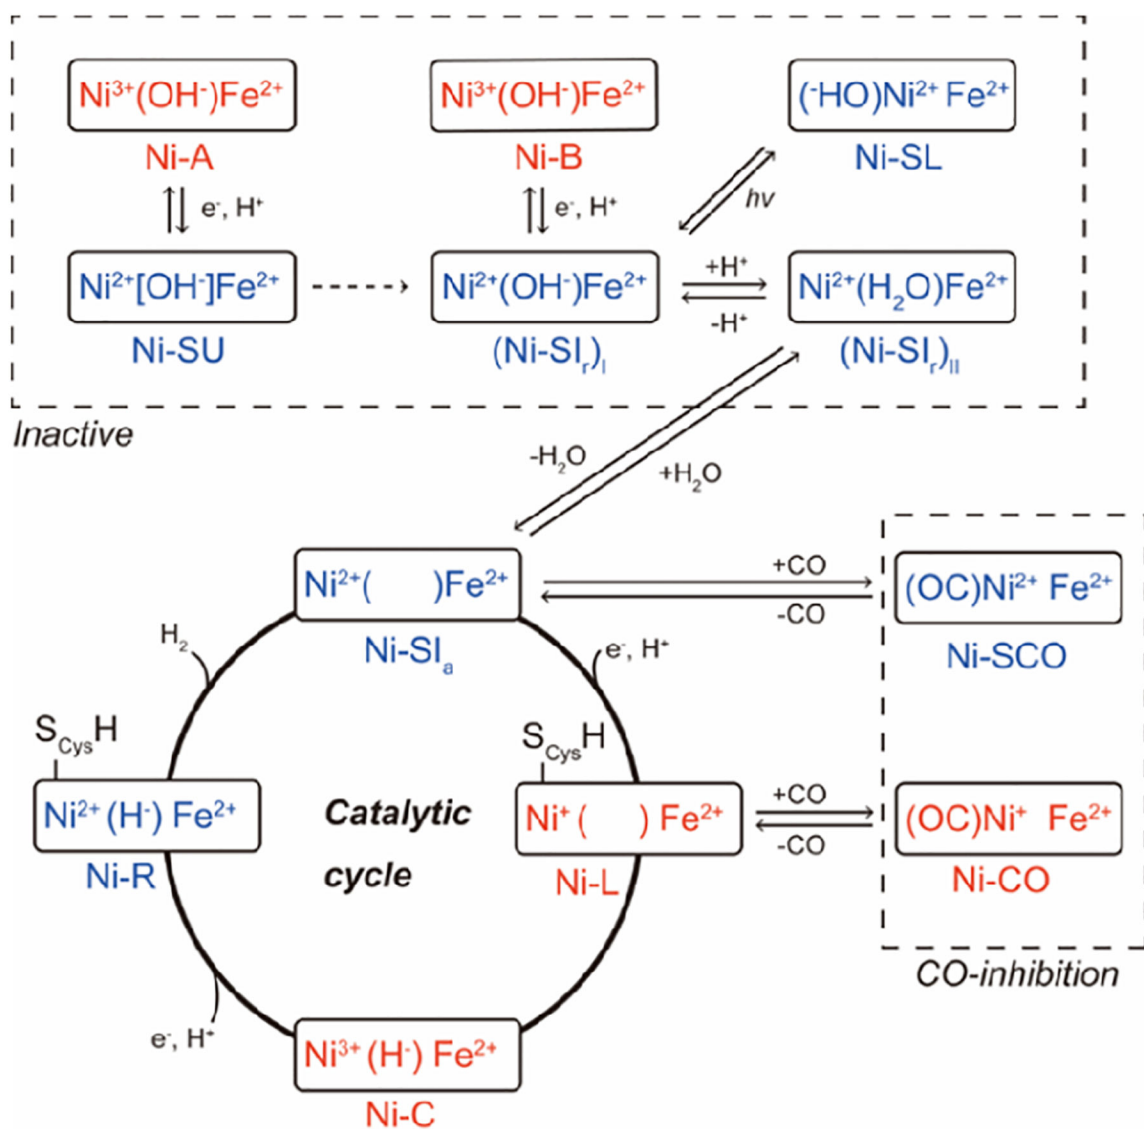 Ni³⁺(OH⁻)Fe²⁺
Ni³⁺(OH⁻)Fe²⁺
(⁻HO)Ni²⁺ Fe²⁺
Ni-A
Ni-B
Ni-SL
e⁻, H⁺
e⁻, H⁺
hν
Ni²⁺[OH⁻]Fe²⁺
Ni²⁺(OH⁻)Fe²⁺
+H⁺
-H⁺
Ni²⁺(H₂O)Fe²⁺
Ni-SU
(Ni-SIᵣ)I
(Ni-SIᵣ)II
Inactive
-H₂O
+H₂O
Ni²⁺( )Fe²⁺
Ni-SIₐ
+CO
-CO
(OC)Ni²⁺ Fe²⁺
Ni-SCO
H₂
e⁻, H⁺
SCysH
SCysH
Ni²⁺(H⁻) Fe²⁺
Ni-R
Catalytic
cycle
Ni⁺( ) Fe²⁺
Ni-L
+CO
-CO
(OC)Ni⁺ Fe²⁺
Ni-CO
CO-inhibition
e⁻, H⁺
Ni³⁺(H⁻) Fe²⁺
Ni-C